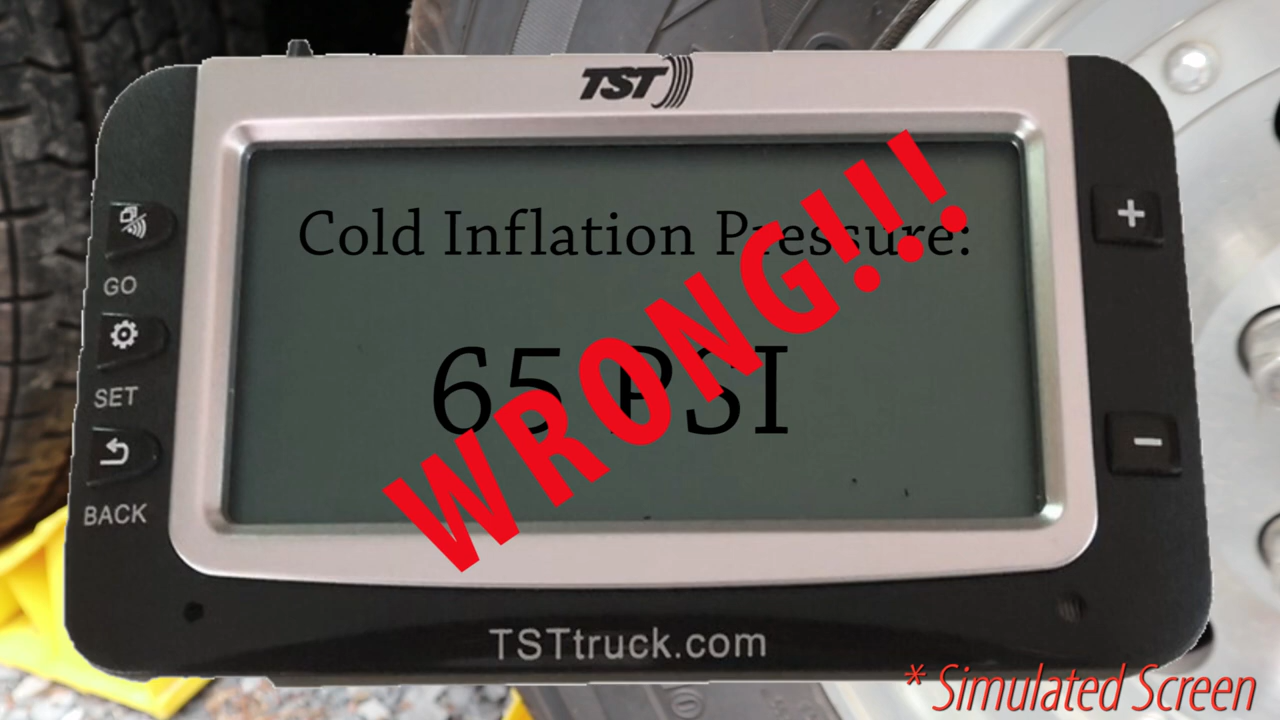 TST
Cold Inflation Pressure:
65 PSI
WRONG!!!
GO
SET
BACK
+
−
TSTtruck.com
* Simulated Screen